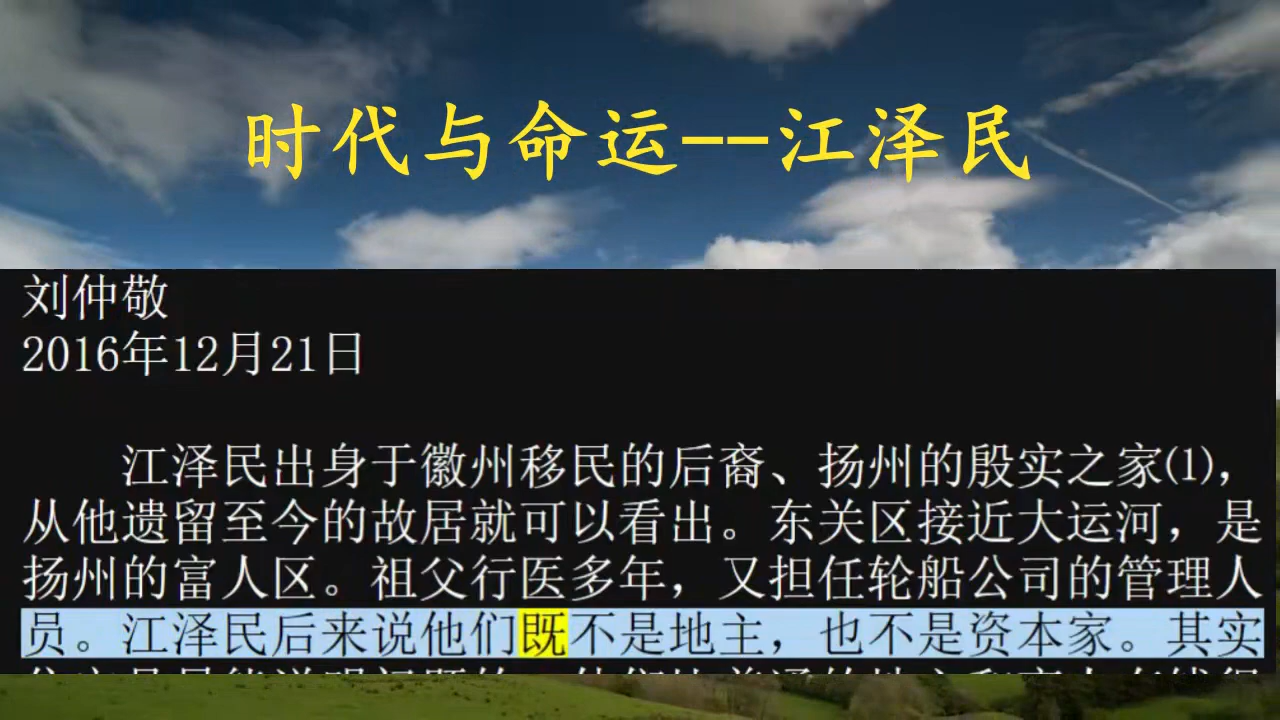 时代与命运--江泽民
刘仲敬
2016年12月21日
江泽民出身于徽州移民的后裔、扬州的殷实之家⑴，
从他遗留至今的故居就可以看出。东关区接近大运河，是
扬州的富人区。祖父行医多年，又担任轮船公司的管理人
员。江泽民后来说他们既不是地主，也不是资本家。其实